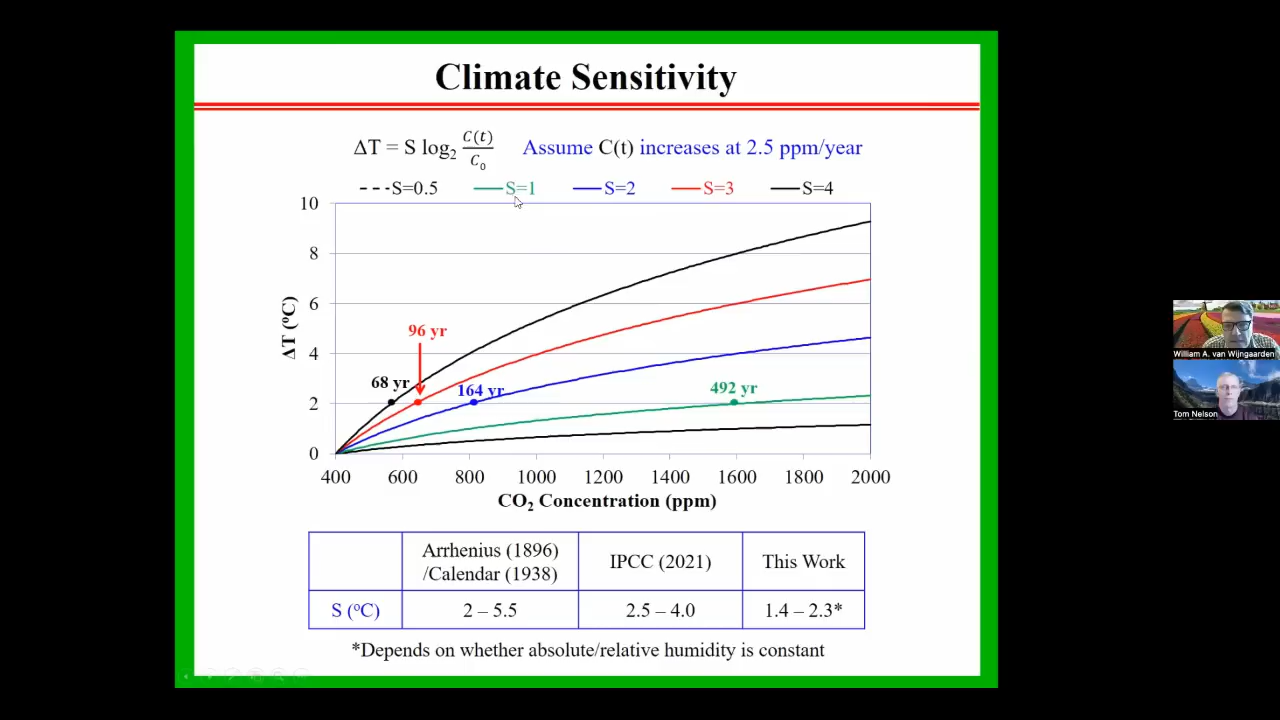 Climate Sensitivity
ΔT = S log₂ C(t)/C₀ Assume C(t) increases at 2.5 ppm/year
S=0.5 S=1 S=2 S=3 S=4
10
8
6
4
2
0
ΔT (ºC)
96 yr
68 yr
164 yr
492 yr
400 600 800 1000 1200 1400 1600 1800 2000
CO₂ Concentration (ppm)
Arrhenius (1896)
/Calendar (1938)
IPCC (2021)
This Work
S (ºC) 2 – 5.5 2.5 – 4.0 1.4 – 2.3*
*Depends on whether absolute/relative humidity is constant
William A. van Wijngaarden
Tom Nelson